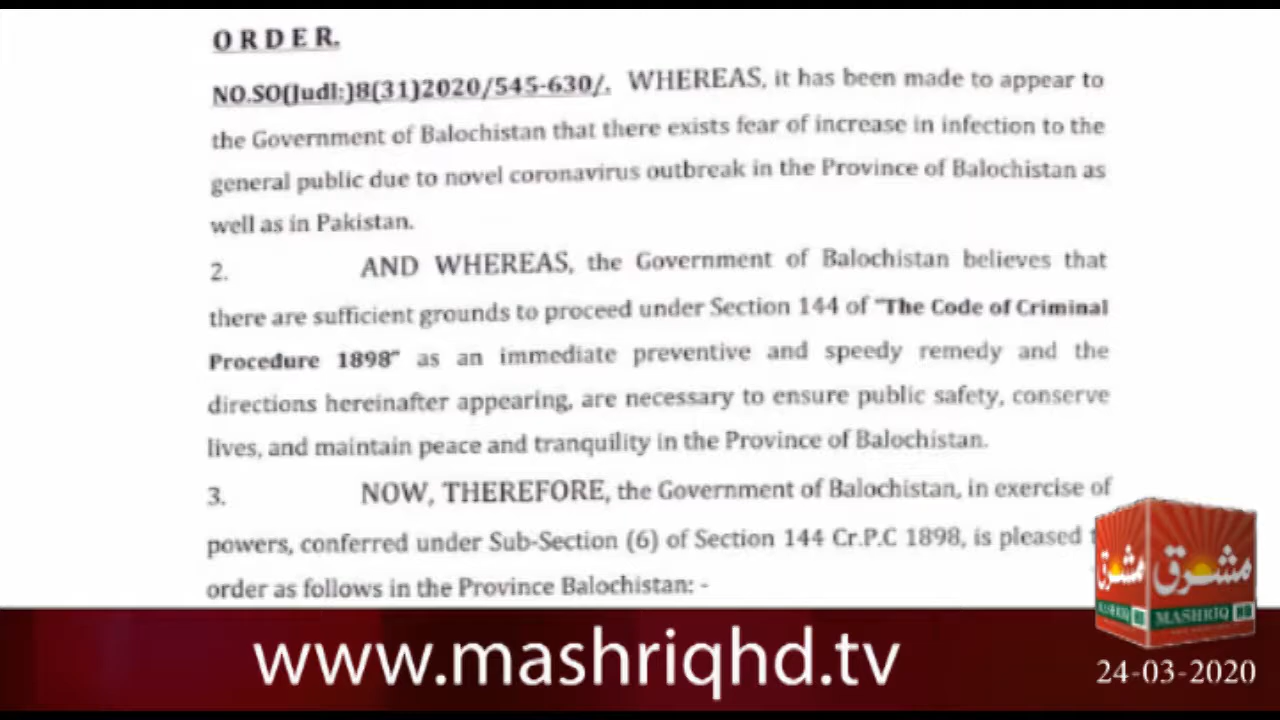 O R D E R.
NO.SO(Judl:)8(31)2020/545-630/. WHEREAS, it has been made to appear to
the Government of Balochistan that there exists fear of increase in infection to the
general public due to novel coronavirus outbreak in the Province of Balochistan as
well as in Pakistan.
2. AND WHEREAS, the Government of Balochistan believes that
there are sufficient grounds to proceed under Section 144 of "The Code of Criminal
Procedure 1898" as an immediate preventive and speedy remedy and the
directions hereinafter appearing, are necessary to ensure public safety, conserve
lives, and maintain peace and tranquility in the Province of Balochistan.
3. NOW, THEREFORE, the Government of Balochistan, in exercise of
powers, conferred under Sub-Section (6) of Section 144 Cr.P.C 1898, is pleased
order as follows in the Province Balochistan: -
مشرق مشرق
MASHRIQ HD MASHRIQ HD
www.mashriqhd.tv
24-03-2020